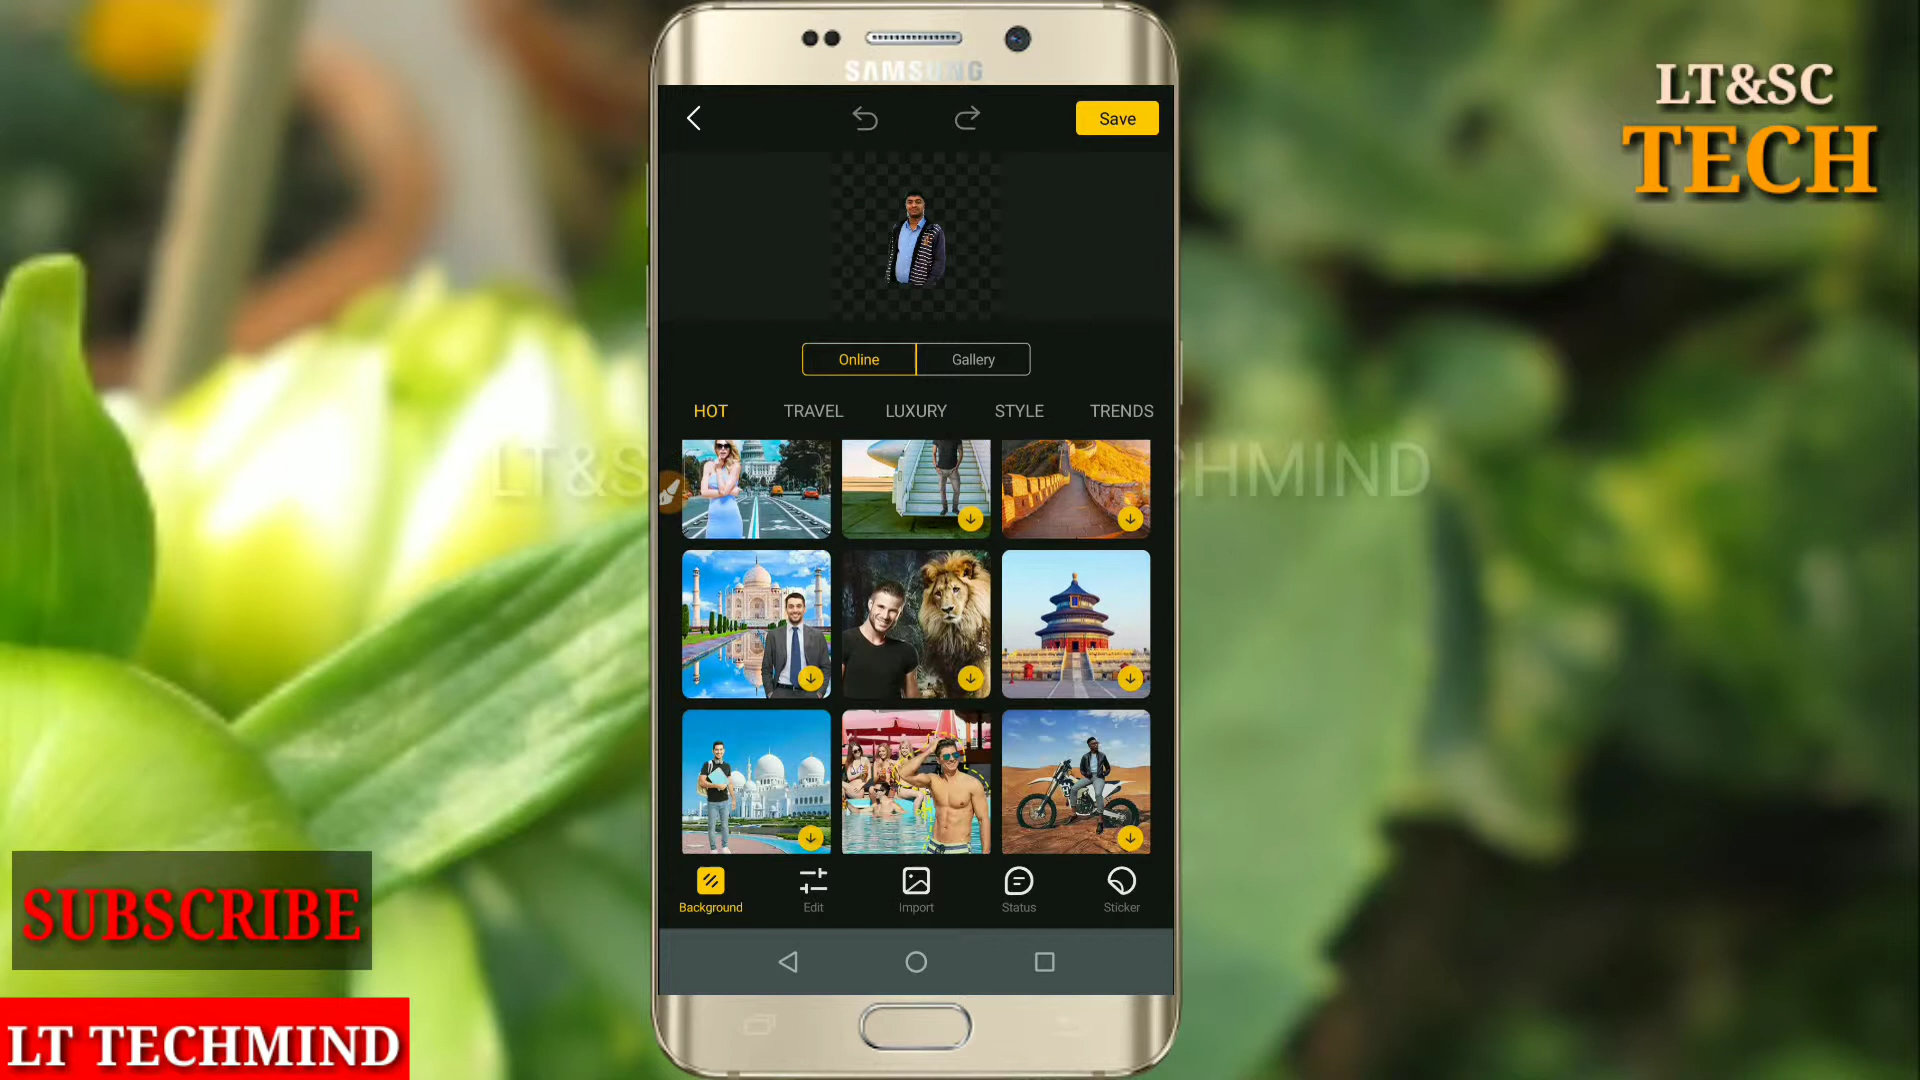 LT&SC
TECH
SAMSUNG
Save
Online
Gallery
HOT
TRAVEL
LUXURY
STYLE
TRENDS
LT&S
CHMIND
Background
Edit
Import
Status
Sticker
SUBSCRIBE
LT TECHMIND